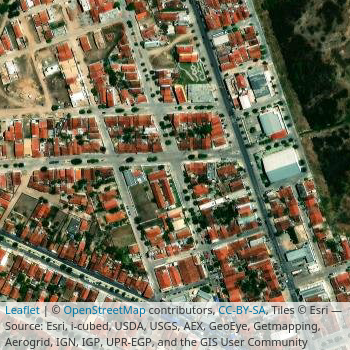 Leaflet | © OpenStreetMap contributors, CC-BY-SA, Tiles © Esri —
Source: Esri, i-cubed, USDA, USGS, AEX, GeoEye, Getmapping,
Aerogrid, IGN, IGP, UPR-EGP, and the GIS User Community